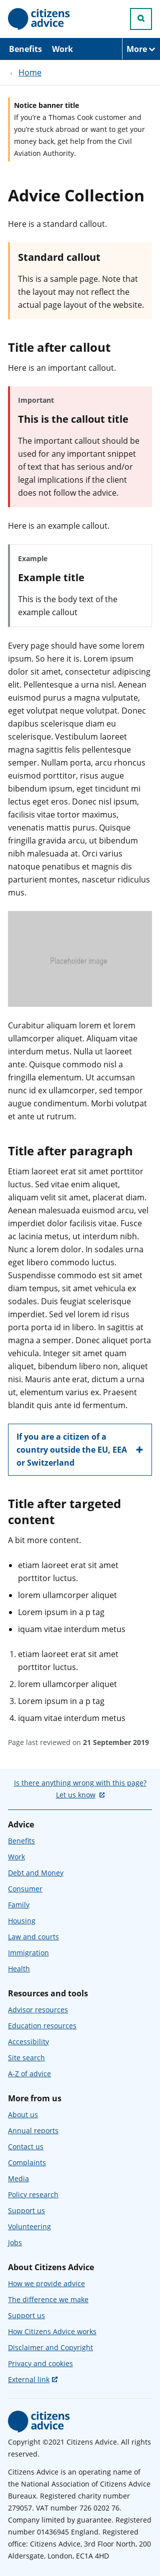 citizens
advice
Benefits Work More
‹ Home
Notice banner title
If you're a Thomas Cook customer and
you're stuck abroad or want to get your
money back, get help from the Civil
Aviation Authority.
Advice Collection
Here is a standard callout.
Standard callout
This is a sample page. Note that
the layout may not reflect the
actual page layout of the website.
Title after callout
Here is an important callout.
Important
This is the callout title
The important callout should be
used for any important snippet
of text that has serious and/or
legal implications if the client
does not follow the advice.
Here is an example callout.
Example
Example title
This is the body text of the
example callout
Every page should have some lorem
ipsum. So here it is. Lorem ipsum
dolor sit amet, consectetur adipiscing
elit. Pellentesque a urna nisl. Aenean
euismod purus a magna vulputate,
eget volutpat neque volutpat. Donec
dapibus scelerisque diam eu
scelerisque. Vestibulum laoreet
magna sagittis felis pellentesque
semper. Nullam porta, arcu rhoncus
euismod porttitor, risus augue
bibendum ipsum, eget tincidunt mi
lectus eget eros. Donec nisl ipsum,
facilisis vitae tortor maximus,
venenatis mattis purus. Quisque
fringilla gravida arcu, ut bibendum
nibh malesuada at. Orci varius
natoque penatibus et magnis dis
parturient montes, nascetur ridiculus
mus.
Placeholder image
Curabitur aliquam lorem et lorem
ullamcorper aliquet. Aliquam vitae
interdum metus. Nulla ut laoreet
ante. Quisque commodo nisl a
fringilla elementum. Ut accumsan
nunc id ex ullamcorper, sed tempor
augue condimentum. Morbi volutpat
et ante ut rutrum.
Title after paragraph
Etiam laoreet erat sit amet porttitor
luctus. Sed vitae enim aliquet,
aliquam velit sit amet, placerat diam.
Aenean malesuada euismod arcu, vel
imperdiet dolor facilisis vitae. Fusce
ac lacinia metus, ut interdum nibh.
Nunc a lorem dolor. In sodales urna
eget libero commodo luctus.
Suspendisse commodo est sit amet
diam tempus, sit amet vehicula ex
sodales. Duis feugiat scelerisque
imperdiet. Sed vel lorem id risus
porta porta id in libero. In sagittis at
magna a semper. Donec aliquet porta
vehicula. Integer sit amet quam
aliquet, bibendum libero non, aliquet
nisi. Mauris ante erat, dictum a urna
ut, elementum varius ex. Praesent
blandit quis ante id fermentum.
If you are a citizen of a
country outside the EU, EEA
or Switzerland
Title after targeted
content
A bit more content.
• etiam laoreet erat sit amet
porttitor luctus.
• lorem ullamcorper aliquet
• Lorem ipsum in a p tag
• iquam vitae interdum metus
1. etiam laoreet erat sit amet
porttitor luctus.
2. lorem ullamcorper aliquet
3. Lorem ipsum in a p tag
4. iquam vitae interdum metus
Page last reviewed on 21 September 2019
Is there anything wrong with this page?
Let us know
Advice
Benefits
Work
Debt and Money
Consumer
Family
Housing
Law and courts
Immigration
Health
Resources and tools
Advisor resources
Education resources
Accessibility
Site search
A-Z of advice
More from us
About us
Annual reports
Contact us
Complaints
Media
Policy research
Support us
Volunteering
Jobs
About Citizens Advice
How we provide advice
The difference we make
Support us
How Citizens Advice works
Disclaimer and Copyright
Privacy and cookies
External link
citizens
advice
Copyright ©2021 Citizens Advice. All rights
reserved.
Citizens Advice is an operating name of
the National Association of Citizens Advice
Bureaux. Registered charity number
279057. VAT number 726 0202 76.
Company limited by guarantee. Registered
number 01436945 England. Registered
office: Citizens Advice, 3rd Floor North, 200
Aldersgate, London, EC1A 4HD